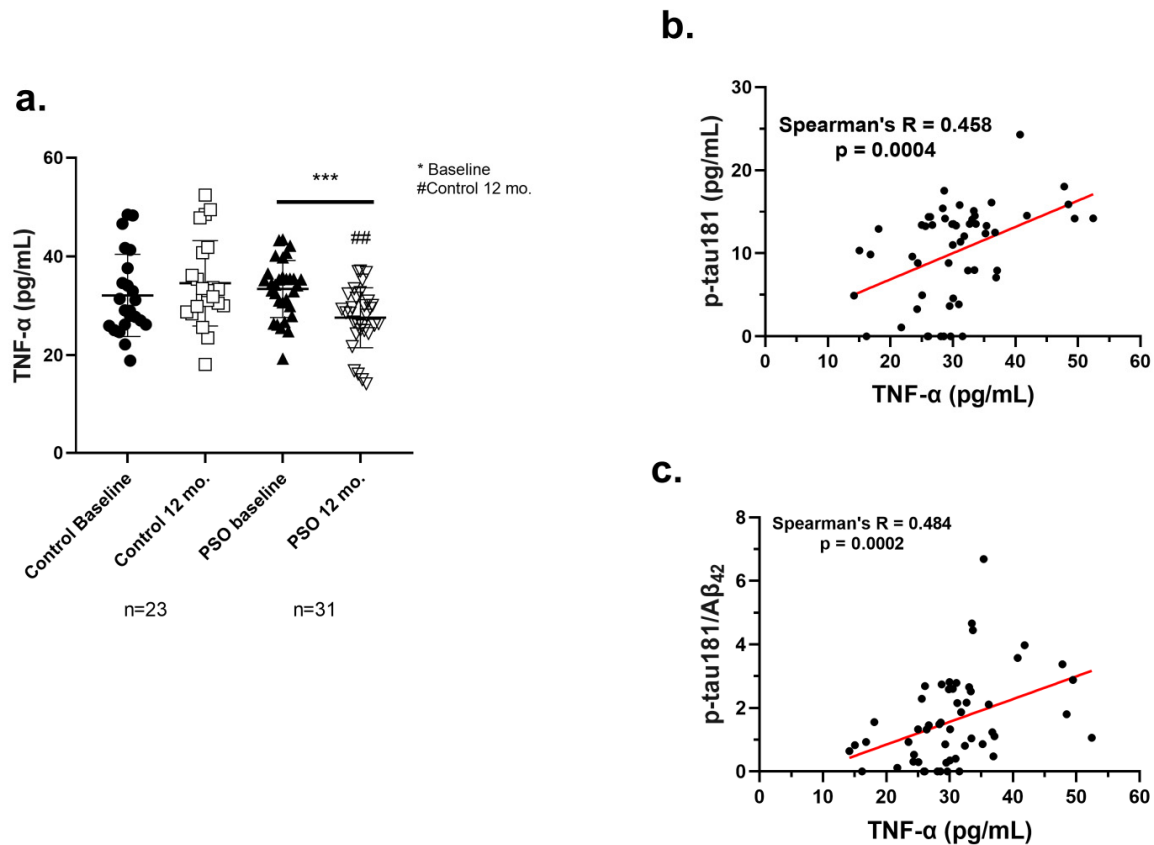 a.
60
40
20
0
TNF-α (pg/mL)
***
##
* Baseline
#Control 12 mo.
Control Baseline
Control 12 mo.
PSO baseline
PSO 12 mo.
n=23
n=31
b.
30
20
10
0
p-tau181 (pg/mL)
Spearman's R = 0.458
p = 0.0004
0 10 20 30 40 50 60
TNF-α (pg/mL)
c.
8
6
4
2
0
p-tau181/Aβ42
Spearman's R = 0.484
p = 0.0002
0 10 20 30 40 50 60
TNF-α (pg/mL)